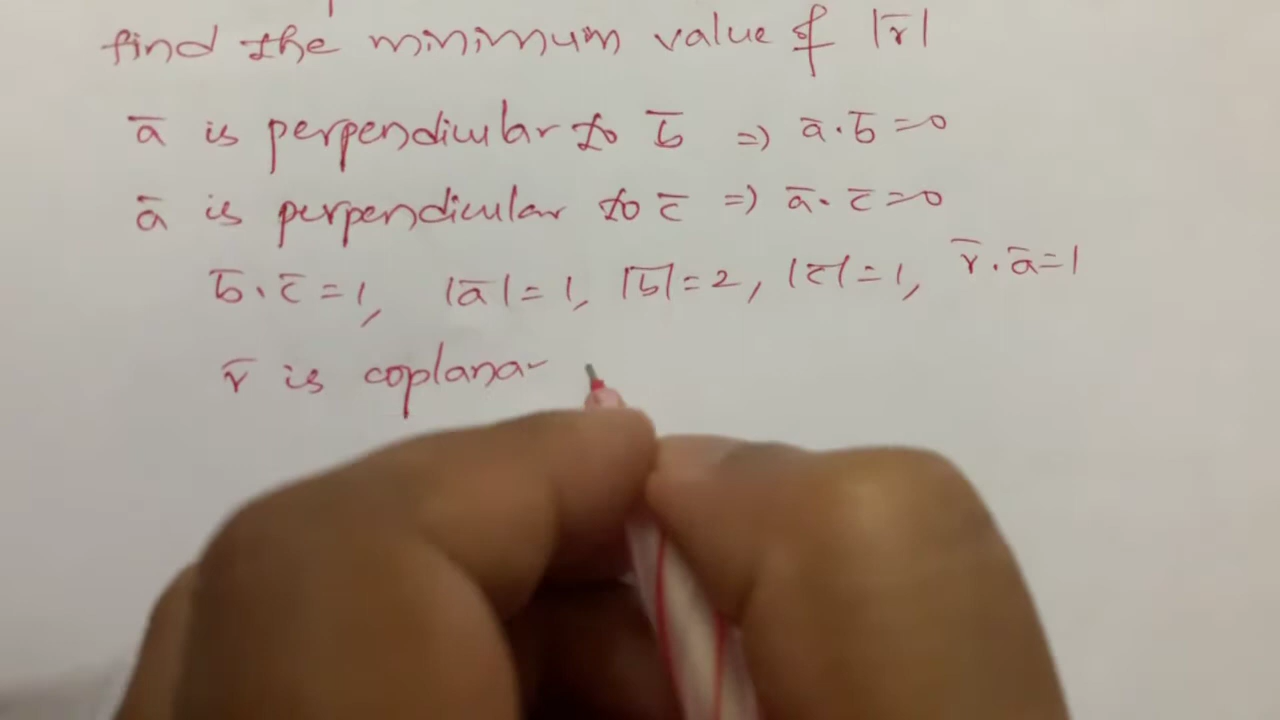 find the minimum value of |r̅|
a̅ is perpendicular to b̅ => a̅.b̅=0
a̅ is perpendicular to c̅ => a̅.c̅=0
b̅.c̅=1, |a̅|=1, |b̅|=2, |c̅|=1, r̅.a̅=1
r̅ is coplanar